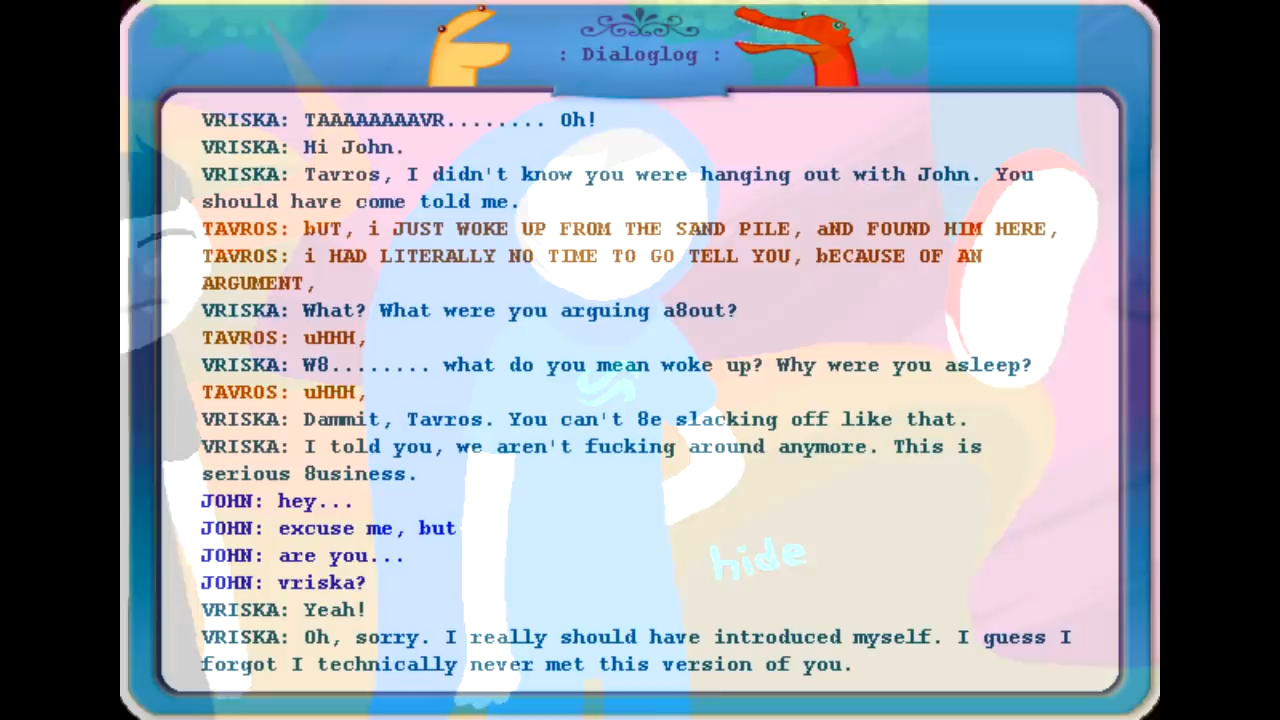 : Dialoglog :
VRISKA: TAAAAAAAAVR........ Oh!
VRISKA: Hi John.
VRISKA: Tavros, I didn't know you were hanging out with John. You
should have come told me.
TAVROS: bUT, i JUST WOKE UP FROM THE SAND PILE, aND FOUND HIM HERE,
TAVROS: i HAD LITERALLY NO TIME TO GO TELL YOU, bECAUSE OF AN
ARGUMENT,
VRISKA: What? What were you arguing a8out?
TAVROS: uHHH,
VRISKA: W8........ what do you mean woke up? Why were you asleep?
TAVROS: uHHH,
VRISKA: Dammit, Tavros. You can't 8e slacking off like that.
VRISKA: I told you, we aren't fucking around anymore. This is
serious 8usiness.
JOHN: hey...
JOHN: excuse me, but
JOHN: are you...
JOHN: vriska?
hide
VRISKA: Yeah!
VRISKA: Oh, sorry. I really should have introduced myself. I guess I
forgot I technically never met this version of you.